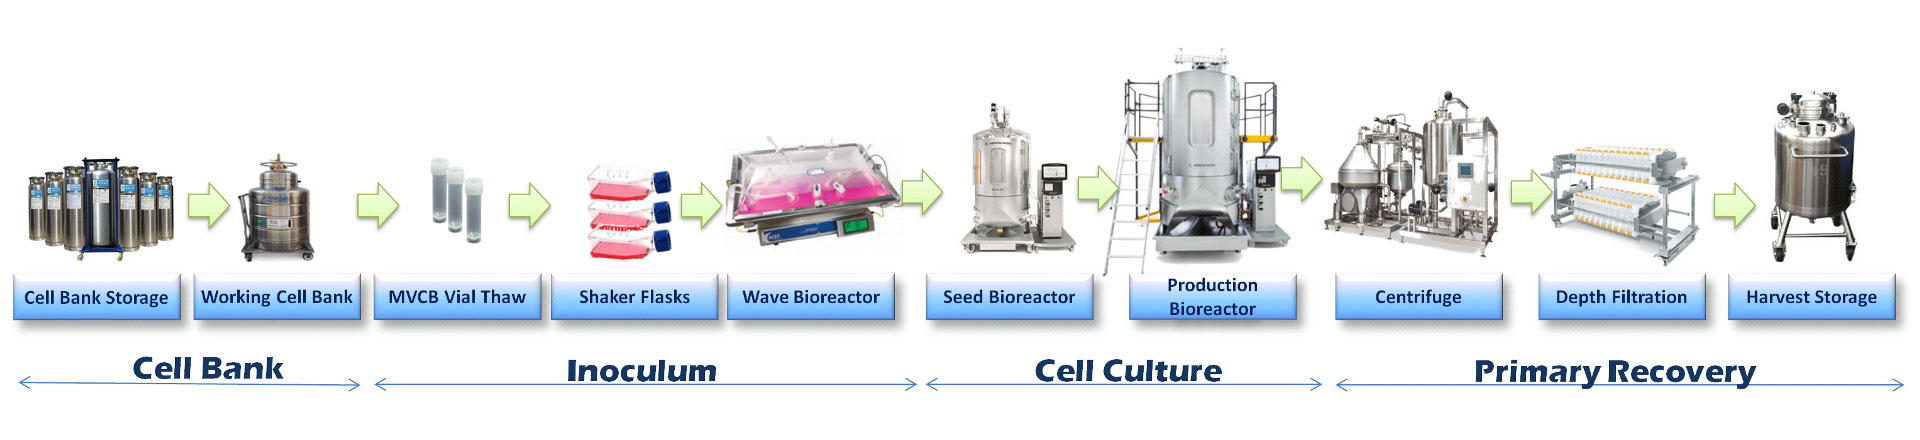 Cell Bank Storage
Working Cell Bank
MVCB Vial Thaw
Shaker Flasks
Wave Bioreactor
Seed Bioreactor
Production
Bioreactor
Centrifuge
Depth Filtration
Harvest Storage
Cell Bank
Inoculum
Cell Culture
Primary Recovery